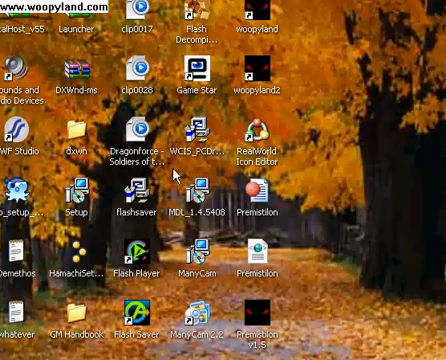 www.woopyland.com
alHost_v55 Launcher clip0017 Flash Decompi... woopyland
ounds and dio Devices DXWnd-ms clip0028 Game Star woopyland2
WF Studio dxwn Dragonforce - Soldiers of t... WCIS_PCDr... RealWorld Icon Editor
o_setup_... Setup flashsaver MDL_1.4.5408 Premistilon
Demethos HamachiSet... Flash Player ManyCam Premistilon
whatever GM Handbook Flash Saver ManyCam 2.2 Premistilon v1.5